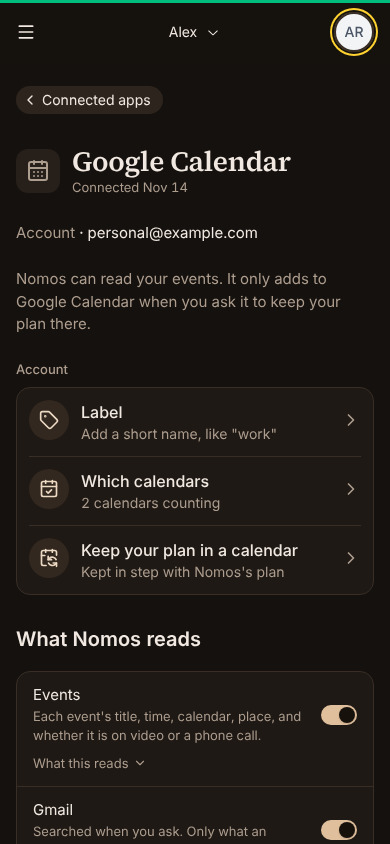 Alex
AR
Connected apps
Google Calendar
Connected Nov 14
Account · personal@example.com
Nomos can read your events. It only adds to
Google Calendar when you ask it to keep your
plan there.
Account
Label
Add a short name, like "work"
Which calendars
2 calendars counting
Keep your plan in a calendar
Kept in step with Nomos's plan
What Nomos reads
Events
Each event's title, time, calendar, place, and
whether it is on video or a phone call.
What this reads
Gmail
Searched when you ask. Only what an